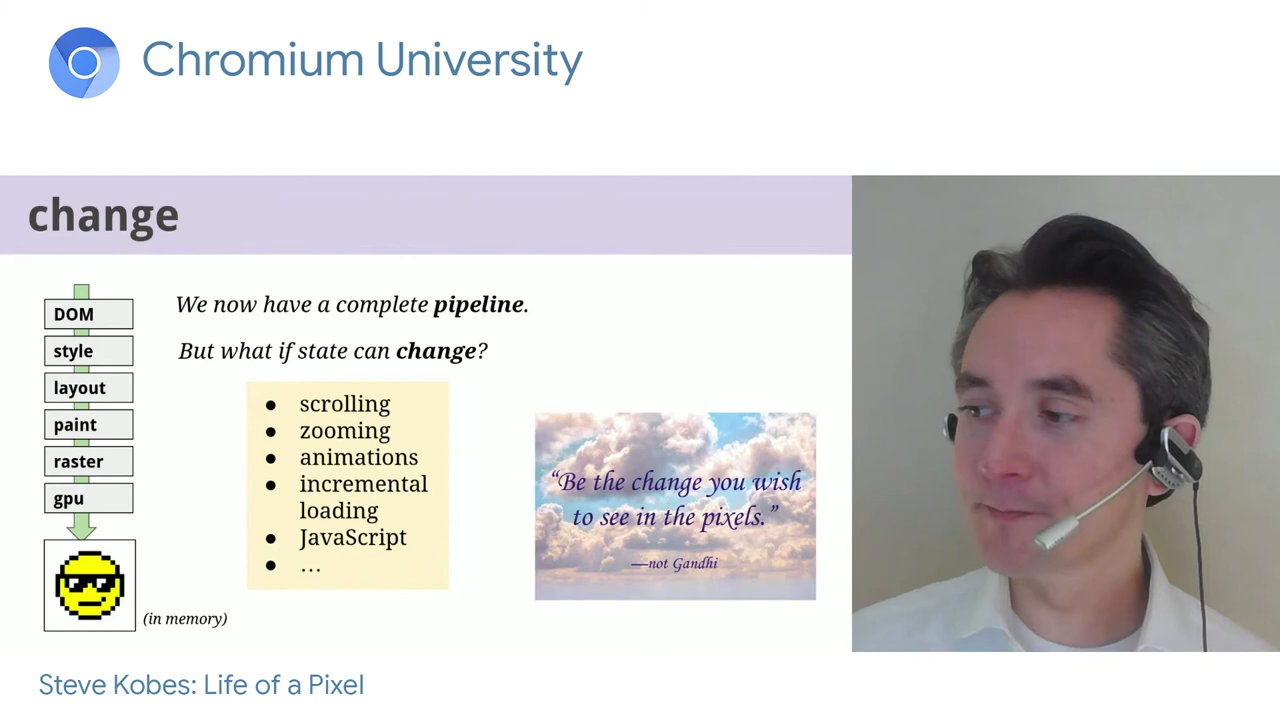 Chromium University
change
DOM
style
layout
paint
raster
gpu
(in memory)
We now have a complete pipeline.
But what if state can change?
● scrolling
● zooming
● animations
● incremental
loading
● JavaScript
● …
“Be the change you wish
to see in the pixels.”
—not Gandhi
Steve Kobes: Life of a Pixel